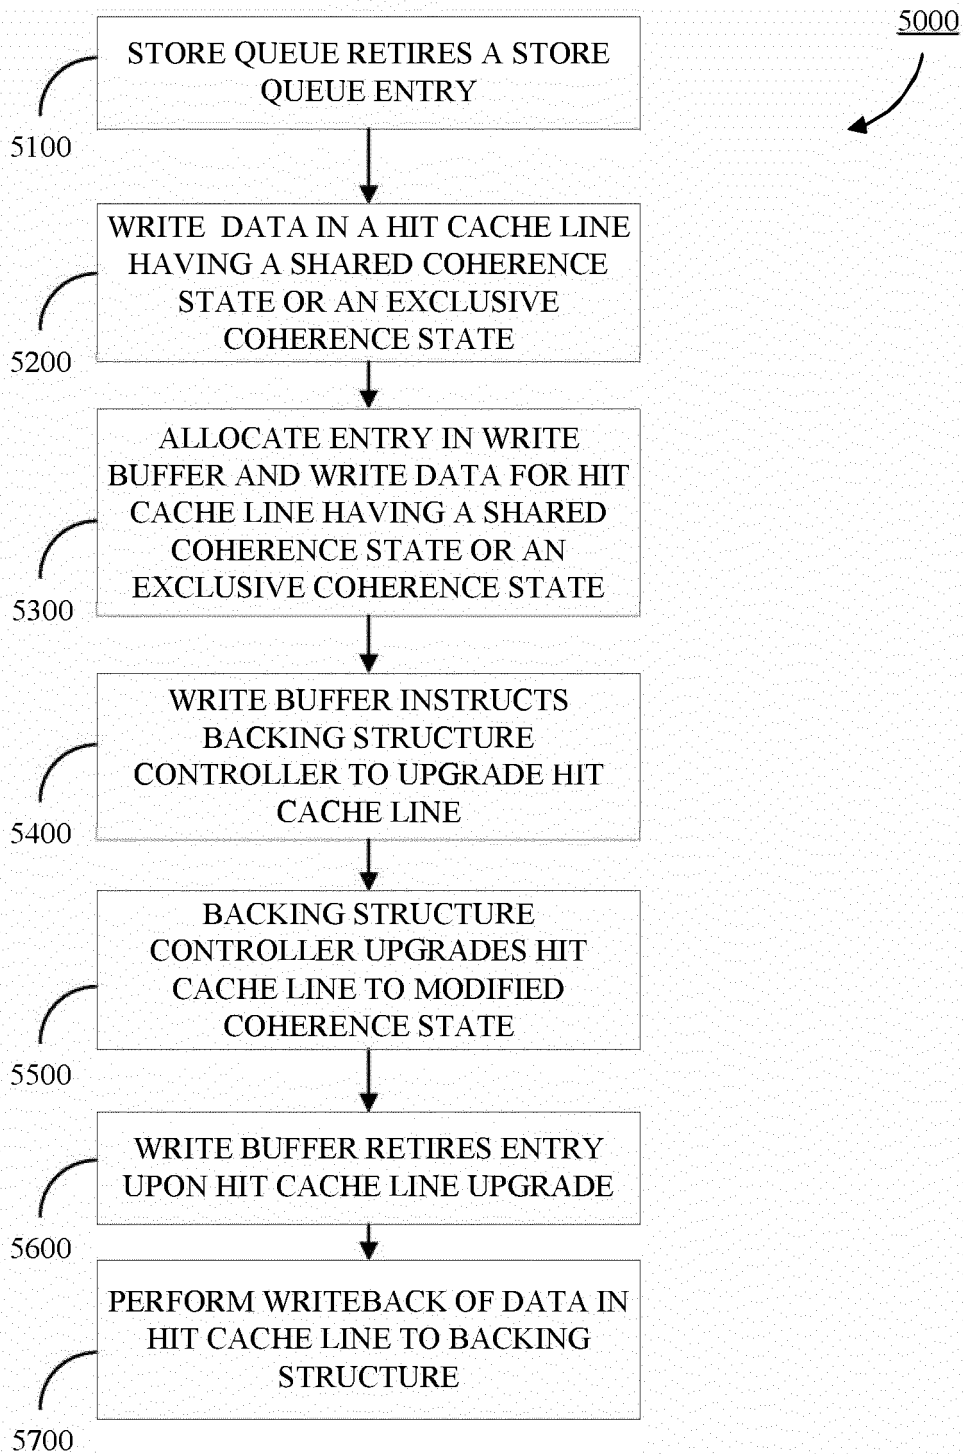 5000
STORE QUEUE RETIRES A STORE
QUEUE ENTRY
5100
WRITE DATA IN A HIT CACHE LINE
HAVING A SHARED COHERENCE
STATE OR AN EXCLUSIVE
COHERENCE STATE
5200
ALLOCATE ENTRY IN WRITE
BUFFER AND WRITE DATA FOR HIT
CACHE LINE HAVING A SHARED
COHERENCE STATE OR AN
EXCLUSIVE COHERENCE STATE
5300
WRITE BUFFER INSTRUCTS
BACKING STRUCTURE
CONTROLLER TO UPGRADE HIT
CACHE LINE
5400
BACKING STRUCTURE
CONTROLLER UPGRADES HIT
CACHE LINE TO MODIFIED
COHERENCE STATE
5500
WRITE BUFFER RETIRES ENTRY
UPON HIT CACHE LINE UPGRADE
5600
PERFORM WRITEBACK OF DATA IN
HIT CACHE LINE TO BACKING
STRUCTURE
5700